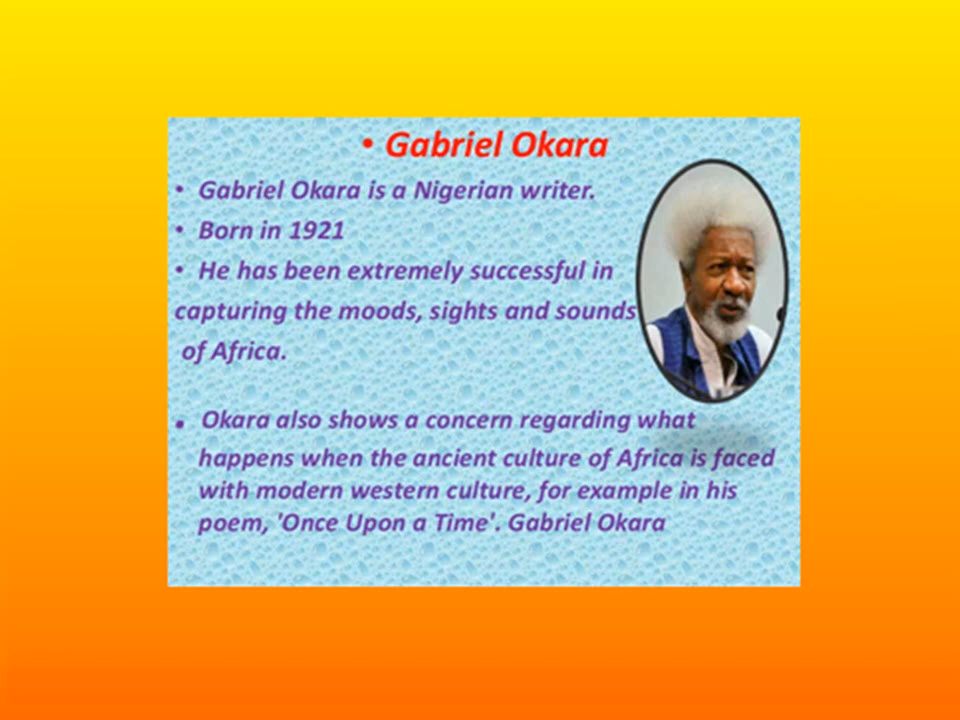 • Gabriel Okara
• Gabriel Okara is a Nigerian writer.
• Born in 1921
• He has been extremely successful in
capturing the moods, sights and sounds
of Africa.
. Okara also shows a concern regarding what
happens when the ancient culture of Africa is faced
with modern western culture, for example in his
poem, 'Once Upon a Time'. Gabriel Okara